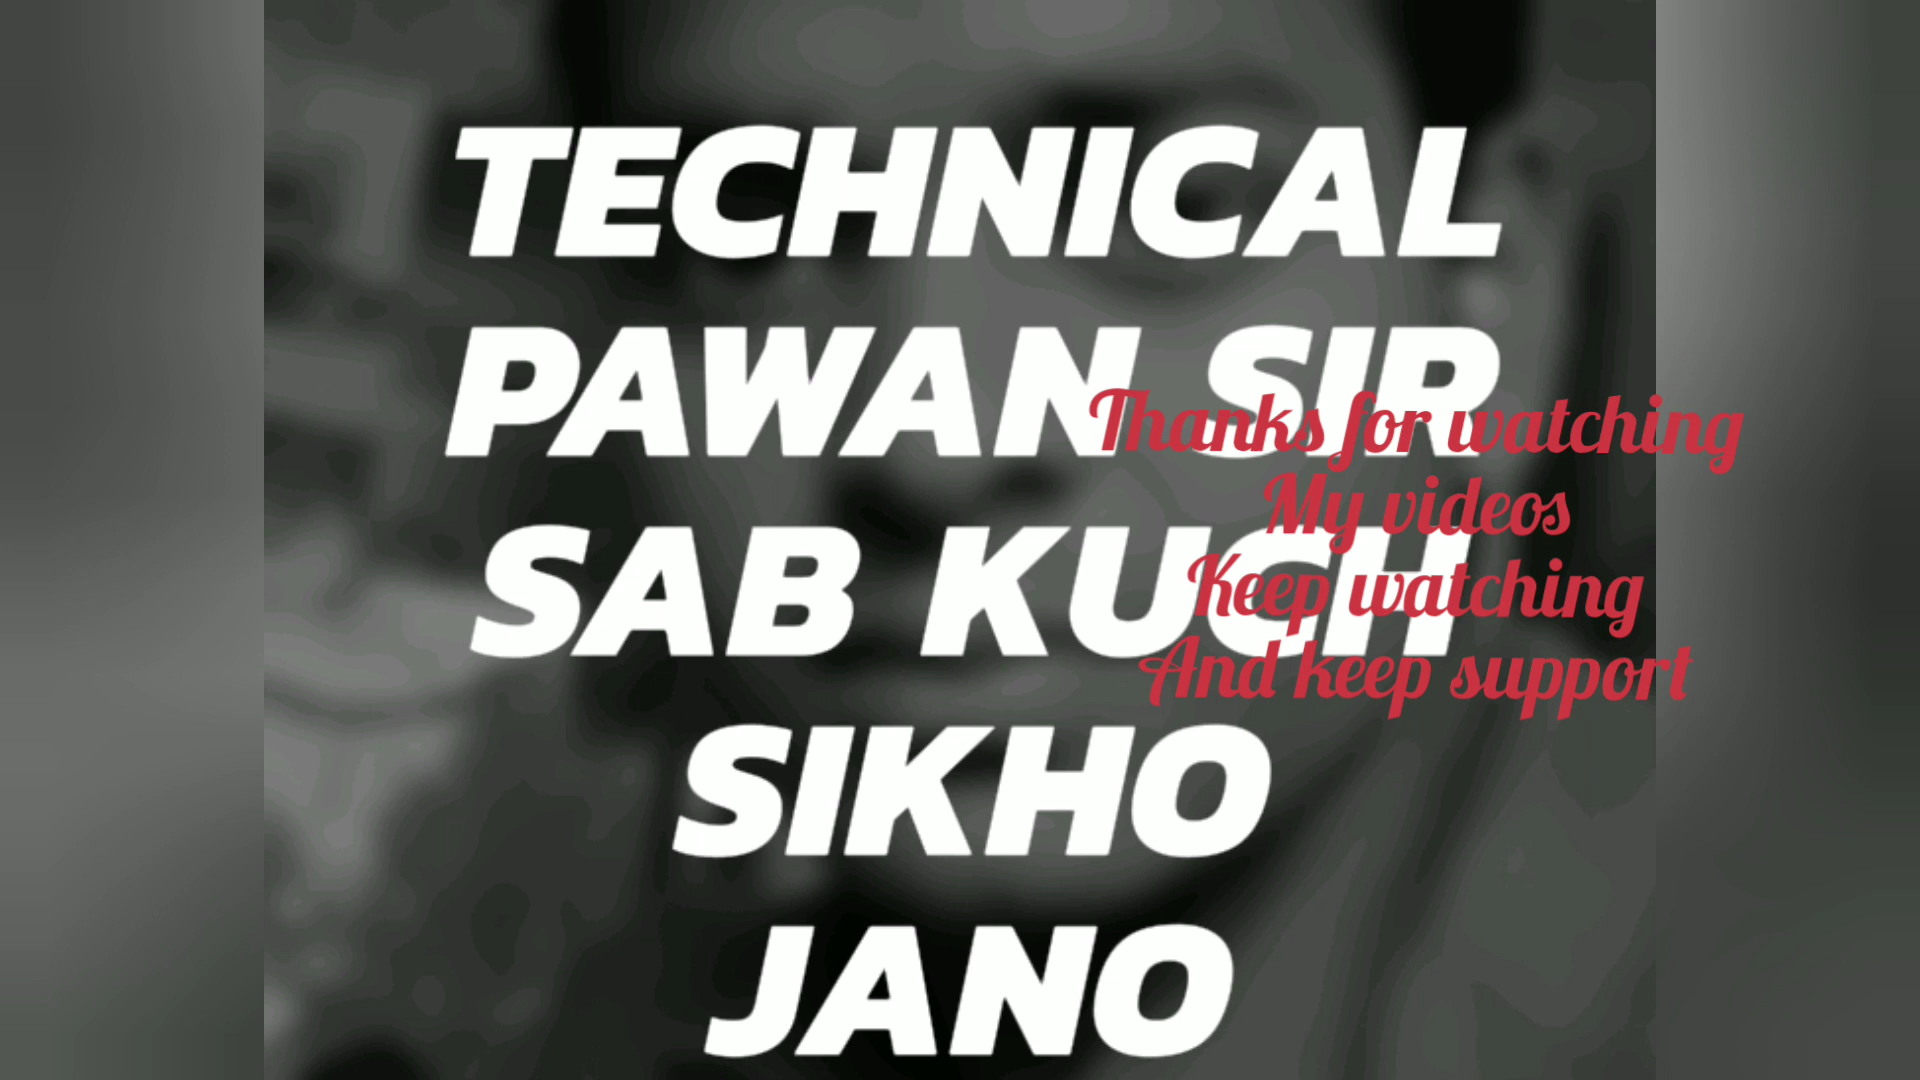 TECHNICAL
PAWAN SIR
SAB KUCH
SIKHO
JANO
Thanks for watching
My videos
Keep watching
And keep support